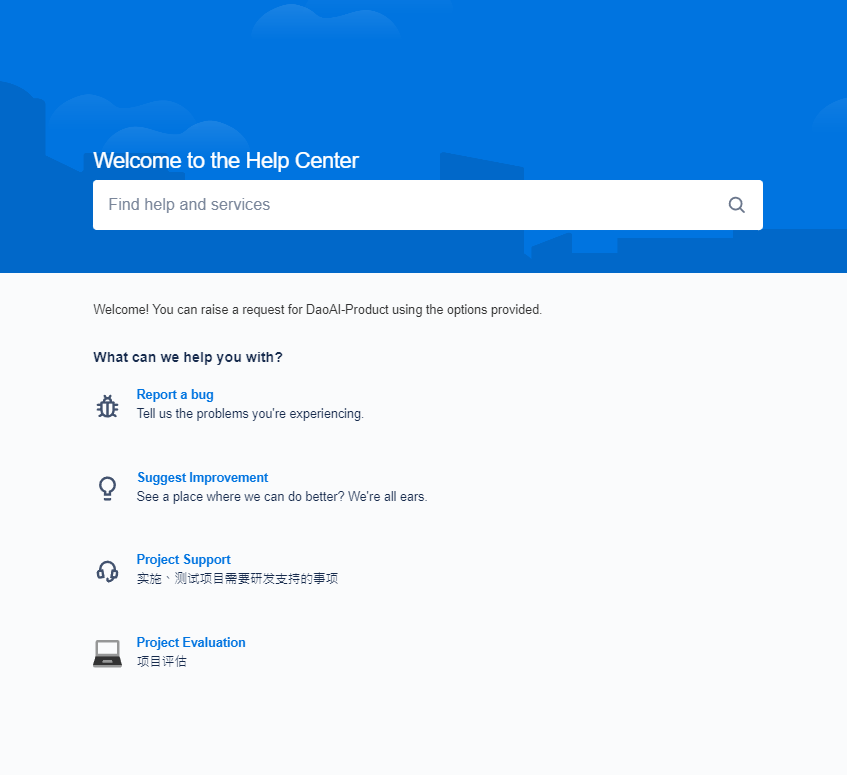 Welcome to the Help Center
Find help and services
Welcome! You can raise a request for DaoAI-Product using the options provided.
What can we help you with?
Report a bug
Tell us the problems you're experiencing.
Suggest Improvement
See a place where we can do better? We're all ears.
Project Support
实施、测试项目需要研发支持的事项
Project Evaluation
项目评估